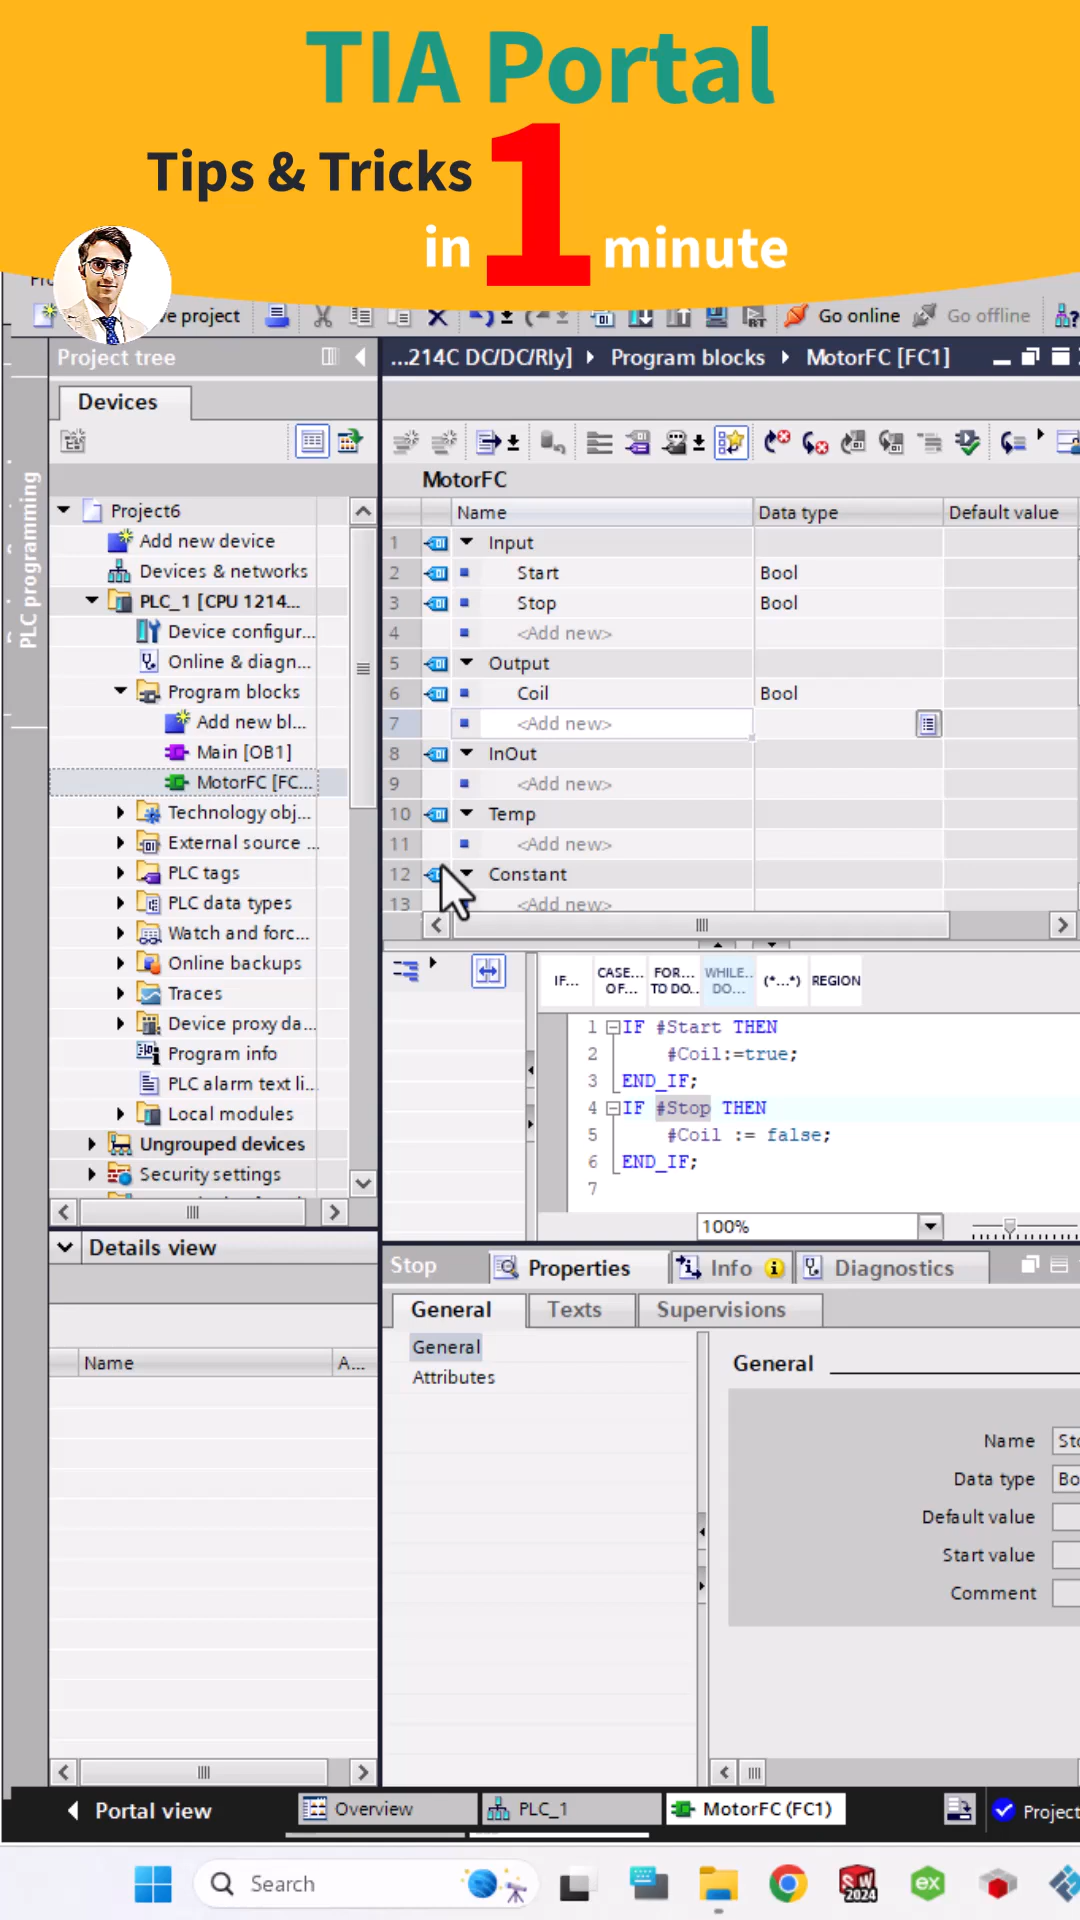 TIA Portal
Tips & Tricks
in 1 minute
ve project
Go online
Go offline
Project tree
...214C DC/DC/Rly] Program blocks MotorFC [FC1]
Devices
PLC programming
MotorFC
Name Data type Default value
Project6
Add new device
Devices & networks
PLC_1 [CPU 1214...
Device configur...
Online & diagn...
Program blocks
Add new bl...
Main [OB1]
MotorFC [FC...
Technology obj...
External source ...
PLC tags
PLC data types
Watch and forc...
Online backups
Traces
Device proxy da...
Program info
PLC alarm text li...
Local modules
Ungrouped devices
Security settings
1 Input
2 Start Bool
3 Stop Bool
4 <Add new>
5 Output
6 Coil Bool
7 <Add new>
8 InOut
9 <Add new>
10 Temp
11 <Add new>
12 Constant
13 <Add new>
IF... CASE... OF... FOR... TO DO... WHILE... DO... (*...*) REGION
1 IF #Start THEN
2 #Coil:=true;
3 END_IF;
4 IF #Stop THEN
5 #Coil := false;
6 END_IF;
7
100%
Details view
Name A...
Stop Properties Info Diagnostics
General Texts Supervisions
General
Attributes
General
Name Sto
Data type Bo
Default value
Start value
Comment
Portal view Overview PLC_1 MotorFC (FC1) Project
Search
SW 2024
ex